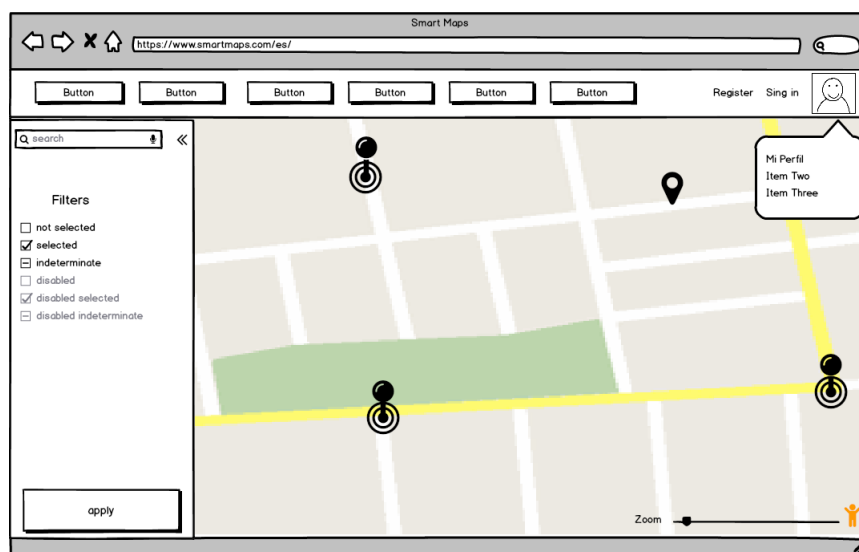 Smart Maps
https://www.smartmaps.com/es/
Button Button Button Button Button Button Register Sing in
search
Mi Perfil
Item Two
Item Three
Filters
not selected
selected
indeterminate
disabled
disabled selected
disabled indeterminate
apply
Zoom